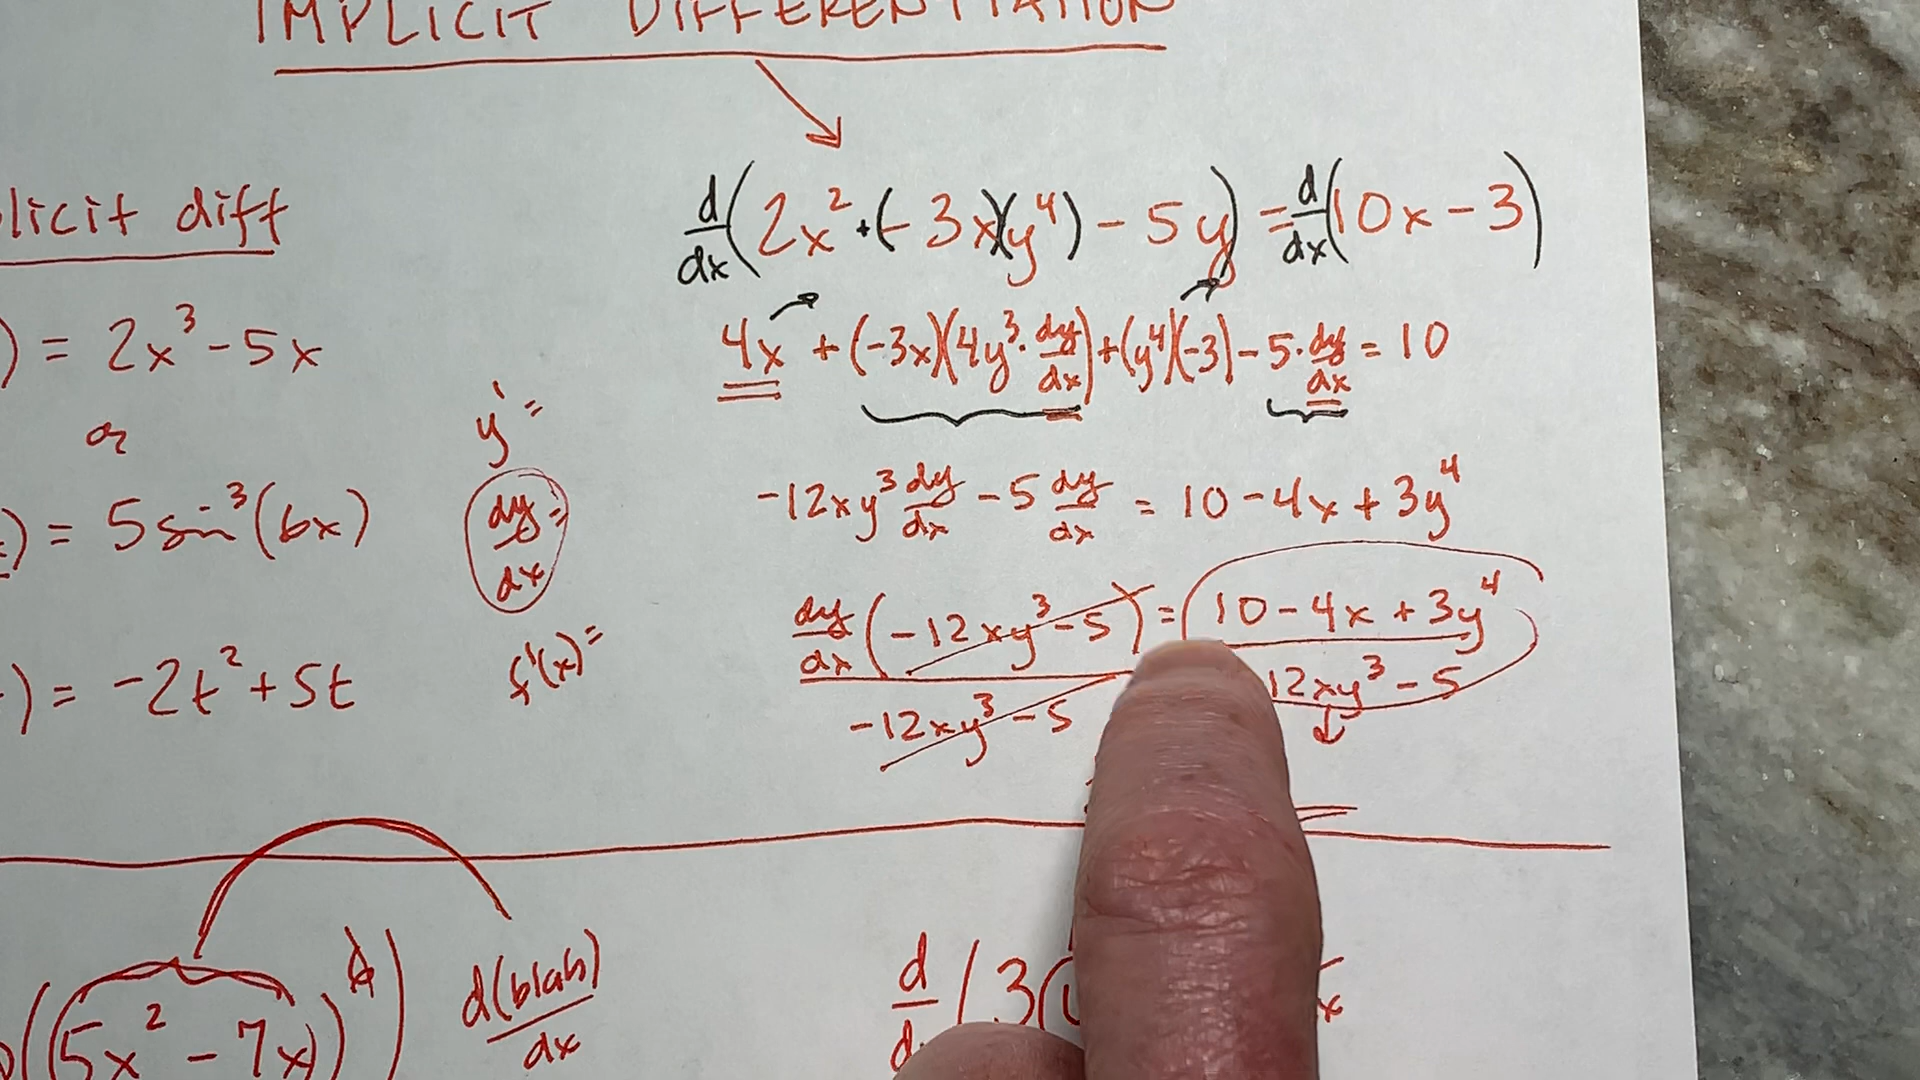 IMPLICIT DIFFERENTIATION
plicit diff
) = 2x³ - 5x
or
) = 5sin³(6x)
) = -2t² + 5t
y' =
dy/dx =
f'(x) =
d/dx(2x² + (-3x)(y⁴) - 5y) = d/dx(10x - 3)
4x + (-3x)(4y³ · dy/dx) + (y⁴)(-3) - 5 · dy/dx = 10
-12xy³ dy/dx - 5 dy/dx = 10 - 4x + 3y⁴
dy/dx(-12xy³ - 5) = 10 - 4x + 3y⁴
-12xy³ - 5 12xy³ - 5
((5x² - 7x) ) d(blah)/dx
d/d (3(
x